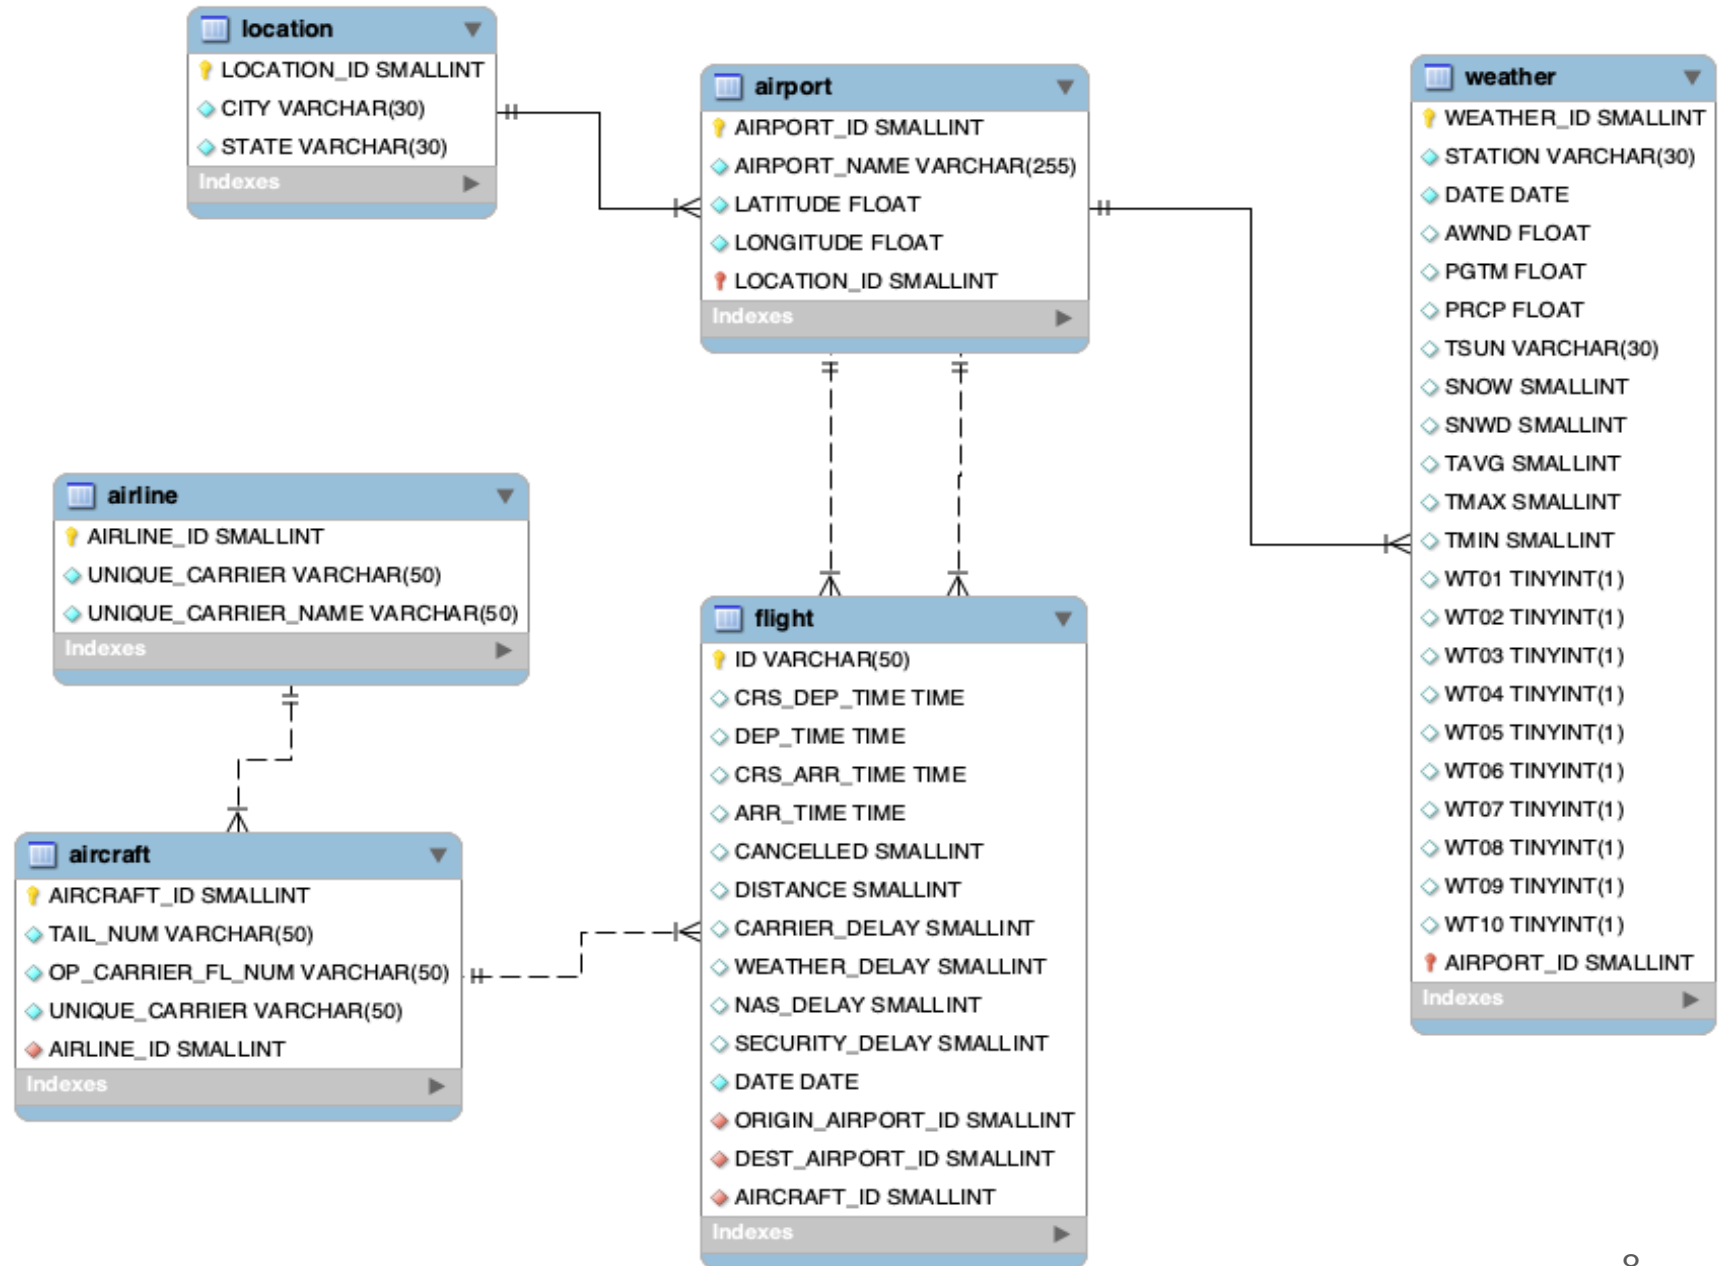 location
LOCATION_ID SMALLINT
CITY VARCHAR(30)
STATE VARCHAR(30)
Indexes
airport
AIRPORT_ID SMALLINT
AIRPORT_NAME VARCHAR(255)
LATITUDE FLOAT
LONGITUDE FLOAT
LOCATION_ID SMALLINT
Indexes
weather
WEATHER_ID SMALLINT
STATION VARCHAR(30)
DATE DATE
AWND FLOAT
PGTM FLOAT
PRCP FLOAT
TSUN VARCHAR(30)
SNOW SMALLINT
SNWD SMALLINT
TAVG SMALLINT
TMAX SMALLINT
TMIN SMALLINT
WT01 TINYINT(1)
WT02 TINYINT(1)
WT03 TINYINT(1)
WT04 TINYINT(1)
WT05 TINYINT(1)
WT06 TINYINT(1)
WT07 TINYINT(1)
WT08 TINYINT(1)
WT09 TINYINT(1)
WT10 TINYINT(1)
AIRPORT_ID SMALLINT
Indexes
airline
AIRLINE_ID SMALLINT
UNIQUE_CARRIER VARCHAR(50)
UNIQUE_CARRIER_NAME VARCHAR(50)
Indexes
aircraft
AIRCRAFT_ID SMALLINT
TAIL_NUM VARCHAR(50)
OP_CARRIER_FL_NUM VARCHAR(50)
UNIQUE_CARRIER VARCHAR(50)
AIRLINE_ID SMALLINT
Indexes
flight
ID VARCHAR(50)
CRS_DEP_TIME TIME
DEP_TIME TIME
CRS_ARR_TIME TIME
ARR_TIME TIME
CANCELLED SMALLINT
DISTANCE SMALLINT
CARRIER_DELAY SMALLINT
WEATHER_DELAY SMALLINT
NAS_DELAY SMALLINT
SECURITY_DELAY SMALLINT
DATE DATE
ORIGIN_AIRPORT_ID SMALLINT
DEST_AIRPORT_ID SMALLINT
AIRCRAFT_ID SMALLINT
Indexes